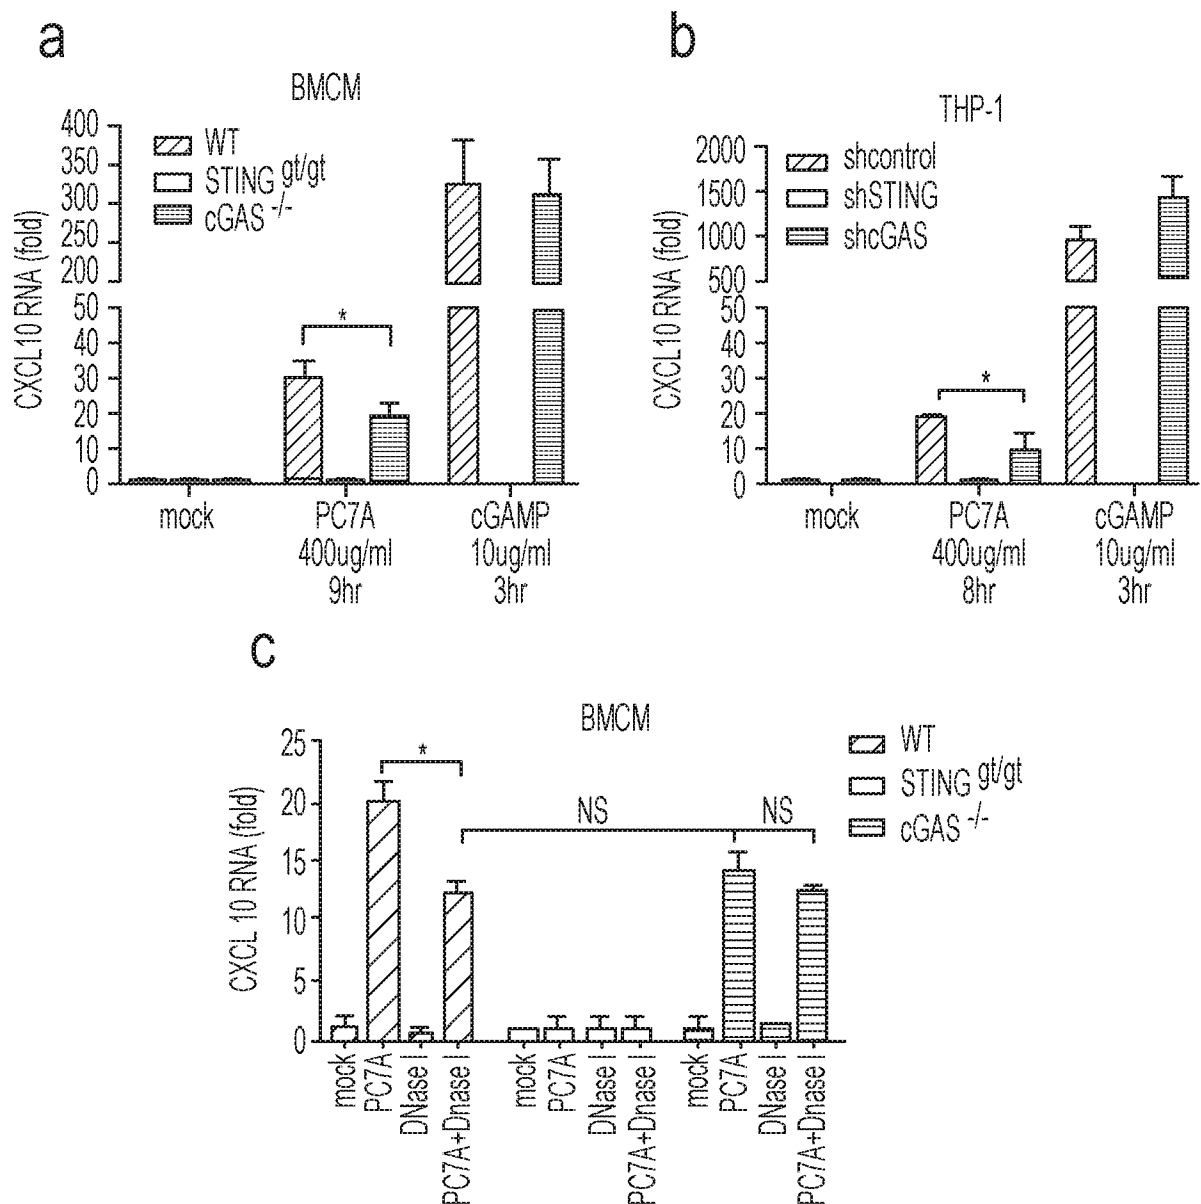 a
BMCM
CXCL10 RNA (fold)
400
350
300
250
200
50
40
30
20
10
0
WT
STING gt/gt
cGAS -/-
*
mock
PC7A
400ug/ml
9hr
cGAMP
10ug/ml
3hr
b
THP-1
CXCL10 RNA (fold)
2000
1500
1000
500
50
40
30
20
10
0
shcontrol
shSTING
shcGAS
*
mock
PC7A
400ug/ml
8hr
cGAMP
10ug/ml
3hr
c
BMCM
CXCL 10 RNA (fold)
25
20
15
10
5
0
*
NS
NS
WT
STING gt/gt
cGAS -/-
mock
PC7A
DNase I
PC7A+Dnase I
mock
PC7A
DNase I
PC7A+Dnase I
mock
PC7A
DNase I
PC7A+Dnase I